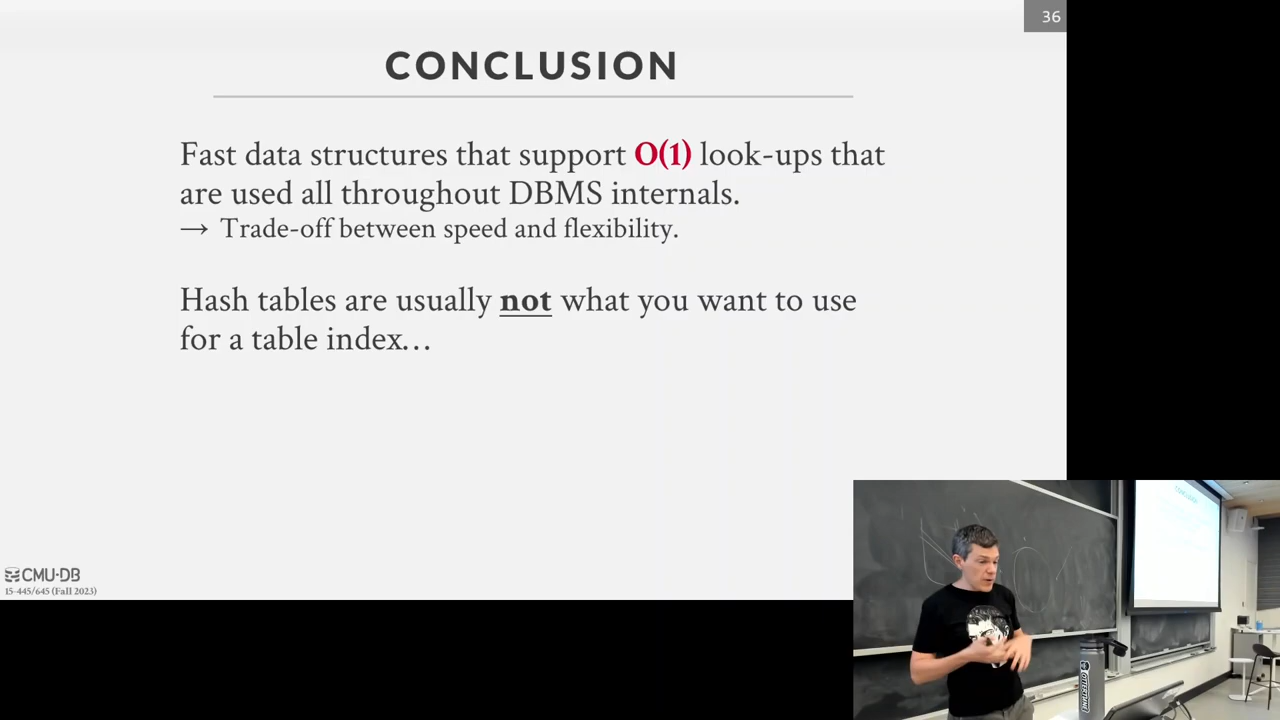 36
CONCLUSION
Fast data structures that support O(1) look-ups that
are used all throughout DBMS internals.
→ Trade-off between speed and flexibility.
Hash tables are usually not what you want to use
for a table index…
CMU·DB
15-445/645 (Fall 2023)